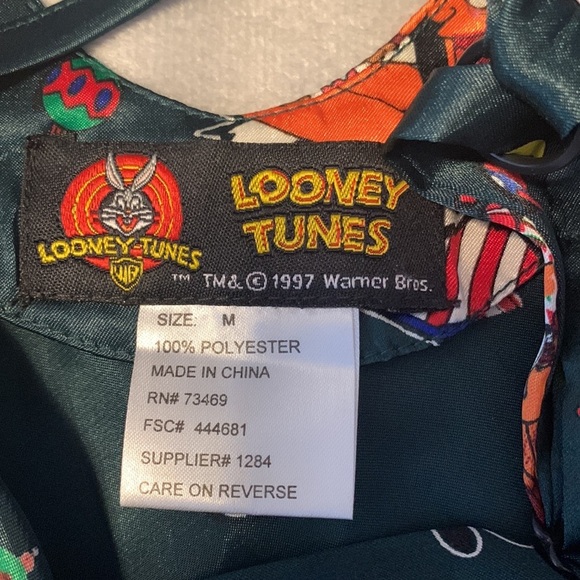 LOONEY TUNES
WB
LOONEY
TUNES
™ TM& © 1997 Warner Bros.
SIZE: M
100% POLYESTER
MADE IN CHINA
RN# 73469
FSC# 444681
SUPPLIER# 1284
CARE ON REVERSE